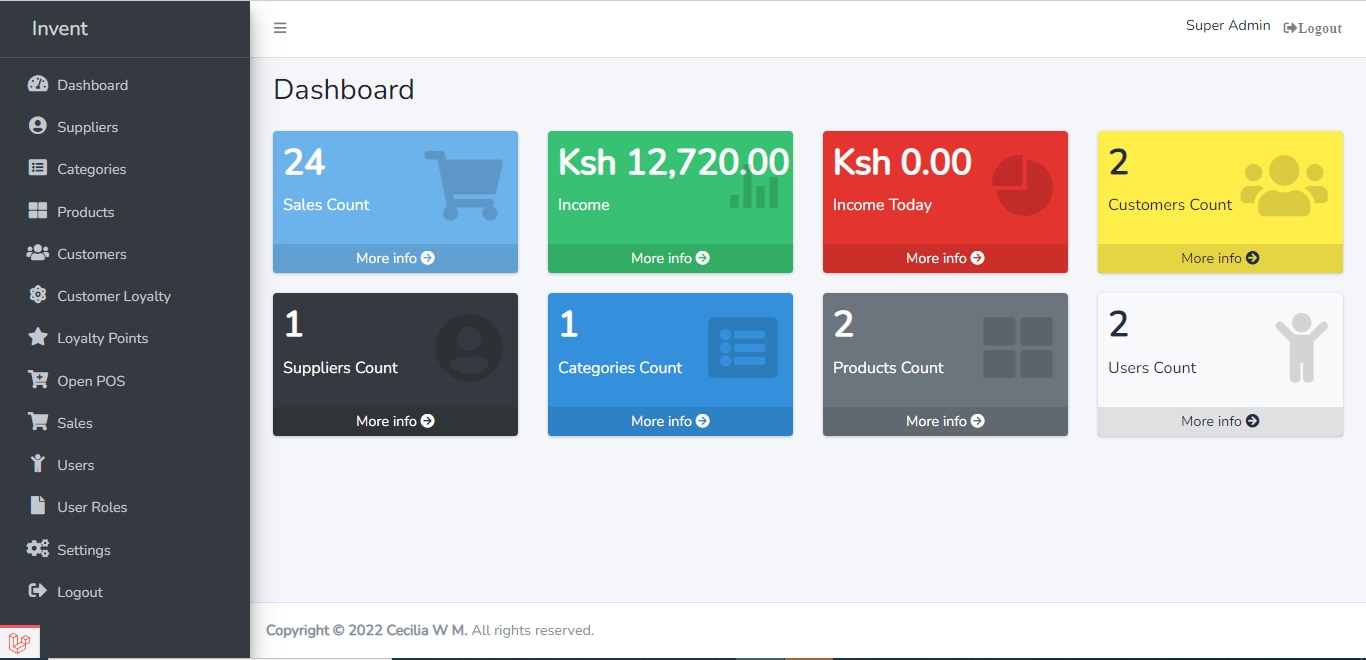 Invent
Super Admin Logout
Dashboard
Suppliers
Categories
Products
Customers
Customer Loyalty
Loyalty Points
Open POS
Sales
Users
User Roles
Settings
Logout
Dashboard
24
Sales Count
More info
Ksh 12,720.00
Income
More info
Ksh 0.00
Income Today
More info
2
Customers Count
More info
1
Suppliers Count
More info
1
Categories Count
More info
2
Products Count
More info
2
Users Count
More info
Copyright © 2022 Cecilia W M. All rights reserved.